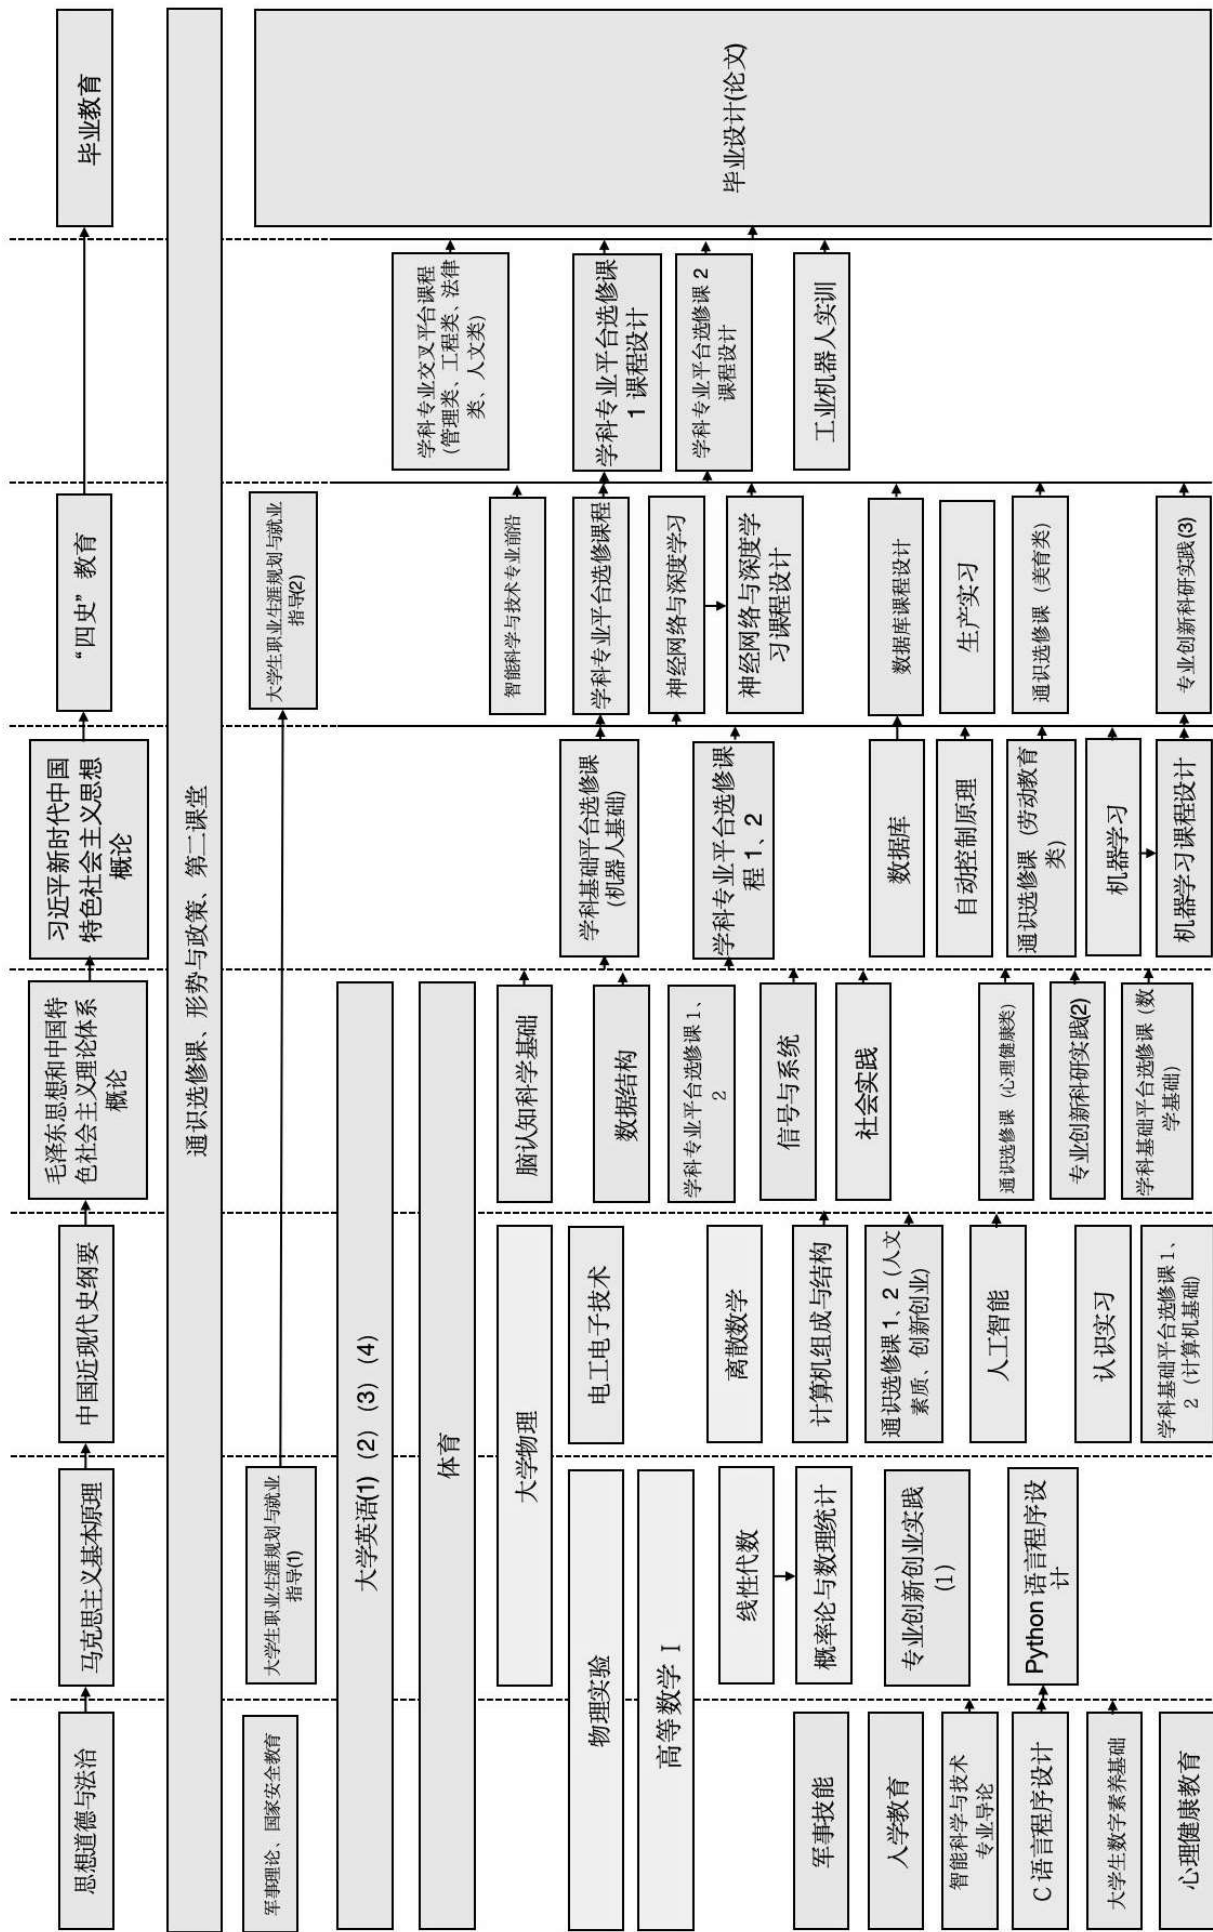 思想道德与法治
马克思主义基本原理
中国近现代史纲要
毛泽东思想和中国特
色社会主义理论体系
概论
习近平新时代中国
特色社会主义思想
概论
“四史”教育
毕业教育
通识选修课、形势与政策、第二课堂
军事理论、国家安全教育
大学生职业生涯规划与就业
指导(1)
大学生职业生涯规划与就业
指导(2)
大学英语(1)（2）（3）（4）
体育
物理实验
高等数学 I
军事技能
入学教育
智能科学与技术
专业导论
C 语言程序设计
大学生数字素养基础
心理健康教育
大学物理
线性代数
概率论与数理统计
专业创新创业实践
(1)
Python 语言程序设
计
电工电子技术
离散数学
计算机组成与结构
通识选修课 1、2（人文
素质、创新创业)
人工智能
认识实习
学科基础平台选修课 1、
2（计算机基础)
脑认知科学基础
数据结构
学科专业平台选修课 1、
2
信号与系统
社会实践
通识选修课（心理健康类)
专业创新科研实践(2)
学科基础平台选修课（数
学基础)
学科基础平台选修课
(机器人基础)
学科专业平台选修课
程 1、2
数据库
自动控制原理
通识选修课（劳动教育
类)
机器学习
机器学习课程设计
智能科学与技术专业前沿
学科专业平台选修课程
神经网络与深度学习
神经网络与深度学
习课程设计
数据库课程设计
生产实习
通识选修课（美育类)
专业创新科研实践(3)
学科专业交叉平台课程
(管理类、工程类、法律
类、人文类)
学科专业平台选修课
1 课程设计
学科专业平台选修课 2
课程设计
工业机器人实训
毕业设计(论文)